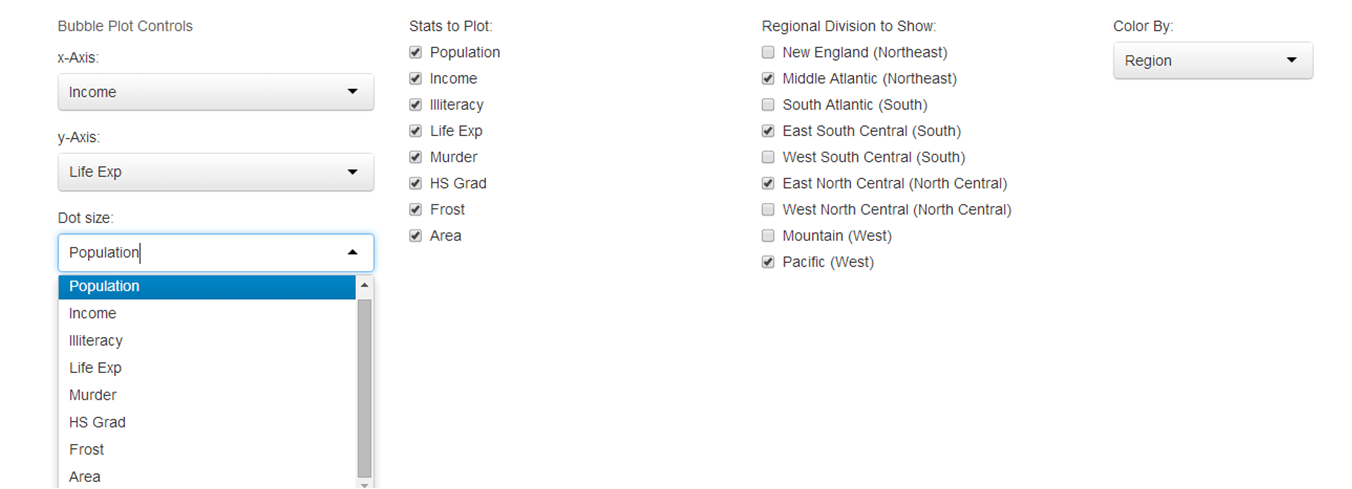 Bubble Plot Controls
x-Axis:
Income
y-Axis:
Life Exp
Dot size:
Population
Population
Income
Illiteracy
Life Exp
Murder
HS Grad
Frost
Area
Stats to Plot:
Population
Income
Illiteracy
Life Exp
Murder
HS Grad
Frost
Area
Regional Division to Show:
New England (Northeast)
Middle Atlantic (Northeast)
South Atlantic (South)
East South Central (South)
West South Central (South)
East North Central (North Central)
West North Central (North Central)
Mountain (West)
Pacific (West)
Color By:
Region